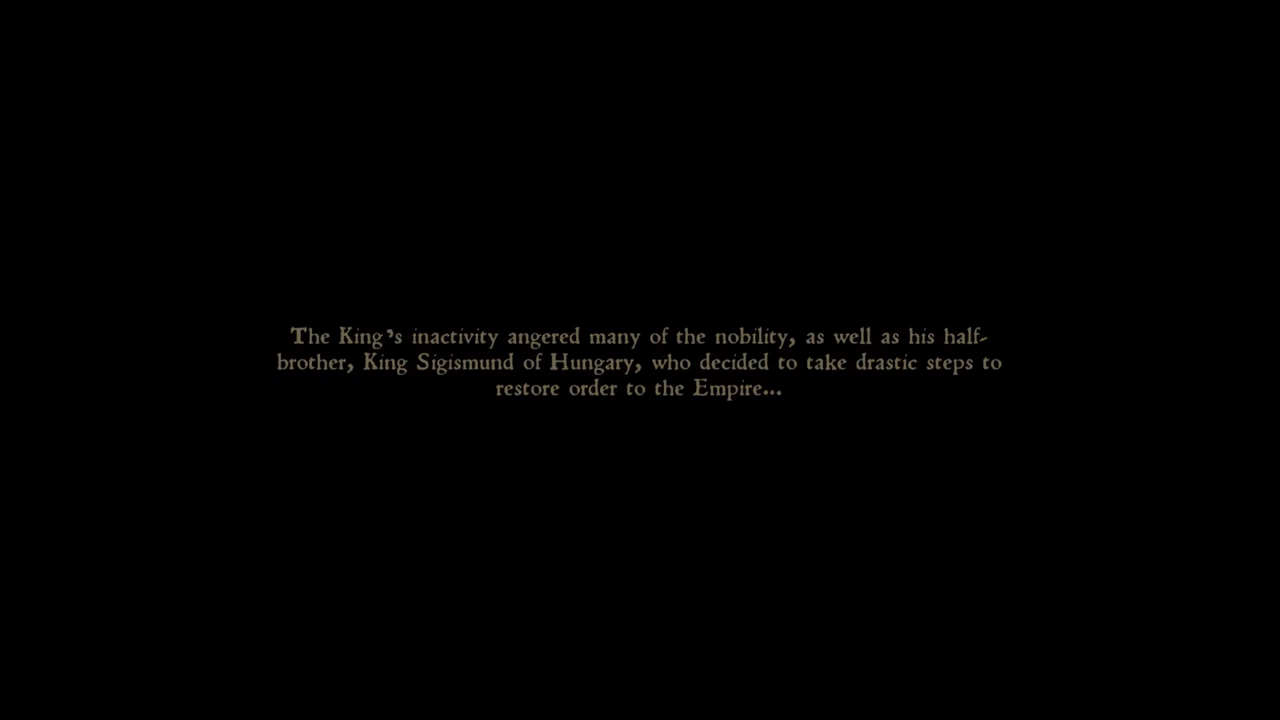 The King's inactivity angered many of the nobility, as well as his half-
brother, King Sigismund of Hungary, who decided to take drastic steps to
restore order to the Empire...